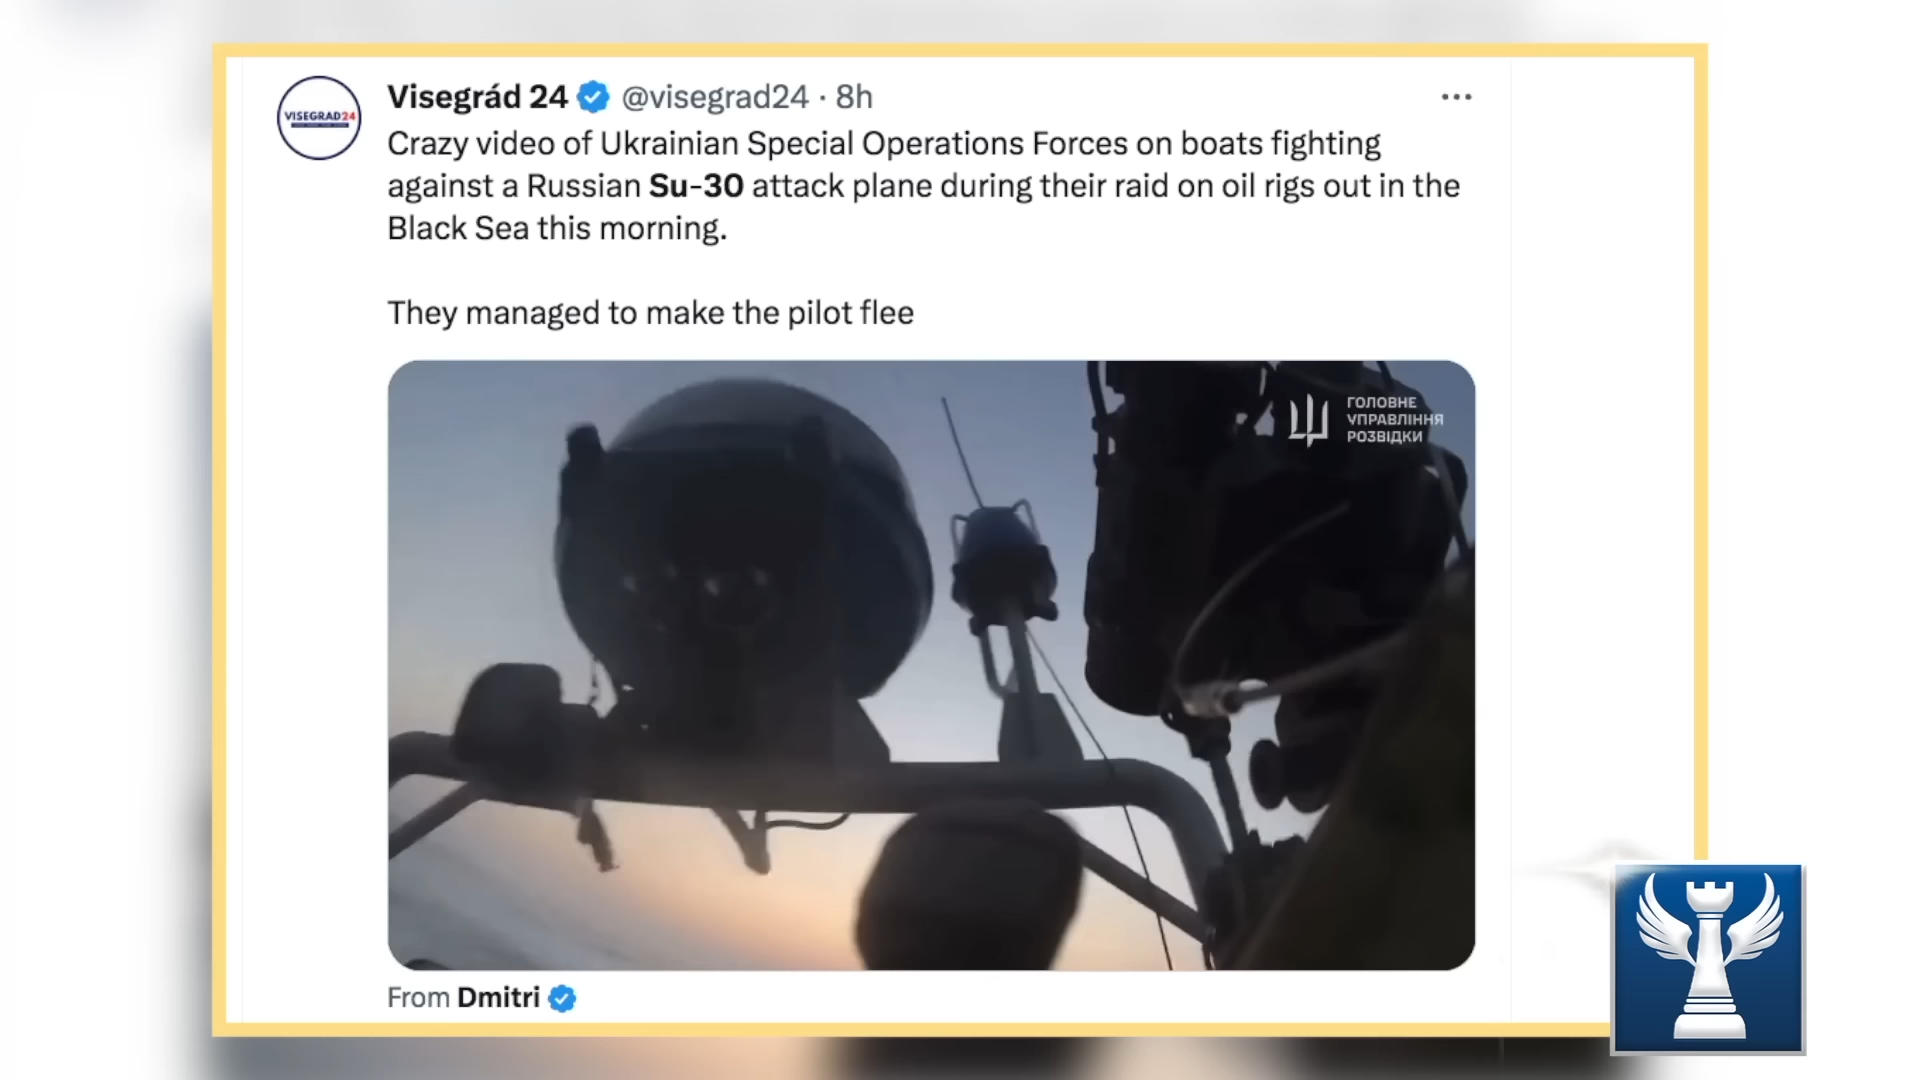 VISEGRAD24
Visegrád 24 @visegrad24 · 8h
Crazy video of Ukrainian Special Operations Forces on boats fighting
against a Russian Su-30 attack plane during their raid on oil rigs out in the
Black Sea this morning.
They managed to make the pilot flee
ГОЛОВНЕ
УПРАВЛІННЯ
РОЗВІДКИ
From Dmitri